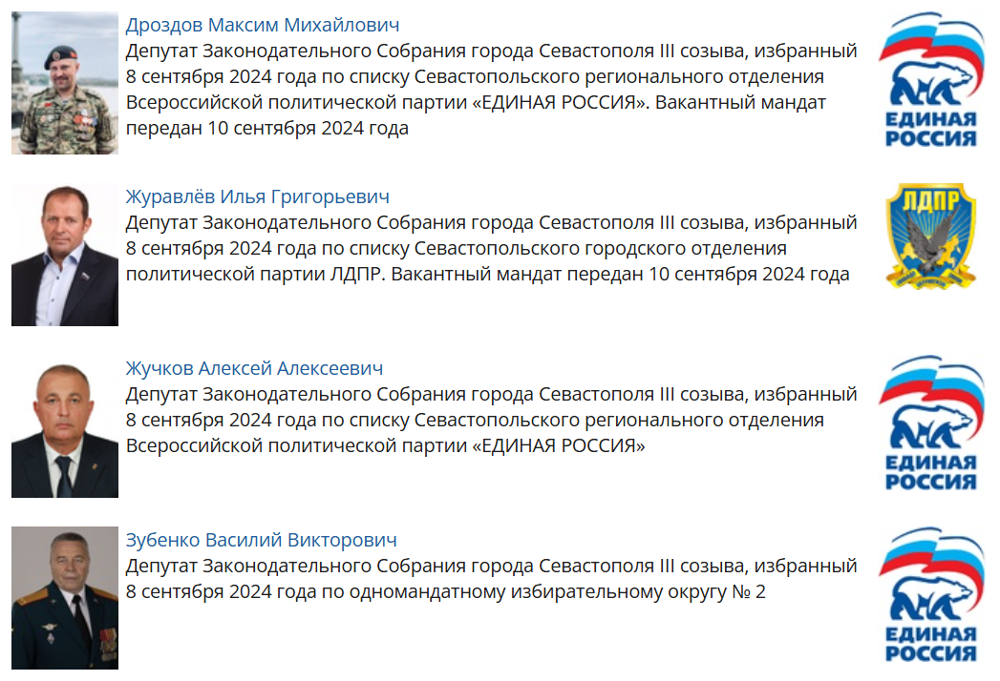 Дроздов Максим Михайлович
Депутат Законодательного Собрания города Севастополя III созыва, избранный
8 сентября 2024 года по списку Севастопольского регионального отделения
Всероссийской политической партии «ЕДИНАЯ РОССИЯ». Вакантный мандат
передан 10 сентября 2024 года
ЕДИНАЯ
РОССИЯ
Журавлёв Илья Григорьевич
Депутат Законодательного Собрания города Севастополя III созыва, избранный
8 сентября 2024 года по списку Севастопольского городского отделения
политической партии ЛДПР. Вакантный мандат передан 10 сентября 2024 года
ЛДПР
Жучков Алексей Алексеевич
Депутат Законодательного Собрания города Севастополя III созыва, избранный
8 сентября 2024 года по списку Севастопольского регионального отделения
Всероссийской политической партии «ЕДИНАЯ РОССИЯ»
ЕДИНАЯ
РОССИЯ
Зубенко Василий Викторович
Депутат Законодательного Собрания города Севастополя III созыва, избранный
8 сентября 2024 года по одномандатному избирательному округу № 2
ЕДИНАЯ
РОССИЯ